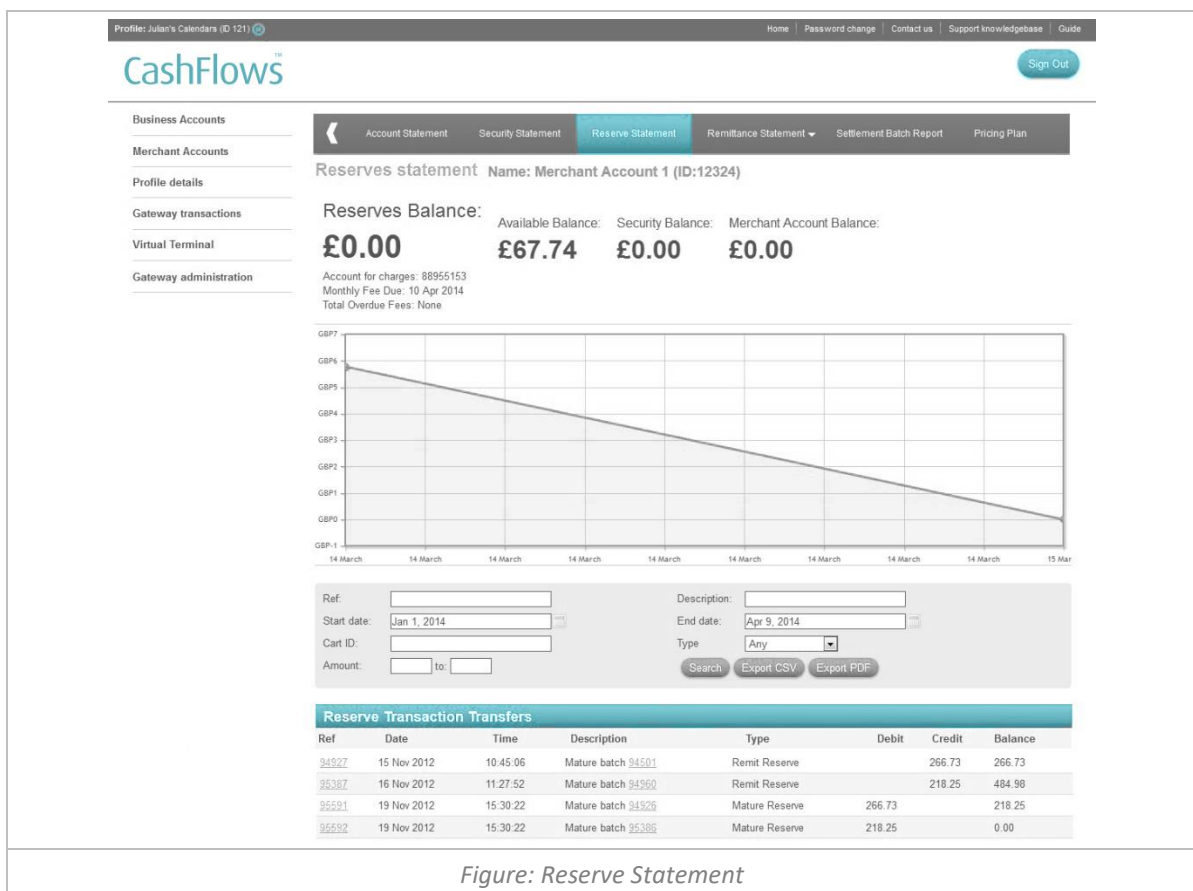 Profile: Julian's Calendars (ID 121)
Home | Password change | Contact us | Support knowledgebase | Guide
CashFlows™
Sign Out
Business Accounts
Merchant Accounts
Profile details
Gateway transactions
Virtual Terminal
Gateway administration
Account Statement Security Statement Reserve Statement Remittance Statement Settlement Batch Report Pricing Plan
Reserves statement Name: Merchant Account 1 (ID:12324)
Reserves Balance: Available Balance: Security Balance: Merchant Account Balance:
£0.00 £67.74 £0.00 £0.00
Account for charges: 88955153
Monthly Fee Due: 10 Apr 2014
Total Overdue Fees: None
GBP7
GBP6
GBP5
GBP4
GBP3
GBP2
GBP1
GBP0
GBP-1
14 March 14 March 14 March 14 March 14 March 14 March 14 March 14 March 14 March 15 Mar
Ref: Description:
Start date: Jan 1, 2014 End date: Apr 9, 2014
Cart ID: Type Any
Amount: to: Search Export CSV Export PDF
Reserve Transaction Transfers
Ref Date Time Description Type Debit Credit Balance
94927 15 Nov 2012 10:45:06 Mature batch 94501 Remit Reserve 266.73 266.73
95387 16 Nov 2012 11:27:52 Mature batch 94960 Remit Reserve 218.25 484.98
95591 19 Nov 2012 15:30:22 Mature batch 94926 Mature Reserve 266.73 218.25
95592 19 Nov 2012 15:30:22 Mature batch 95386 Mature Reserve 218.25 0.00
Figure: Reserve Statement